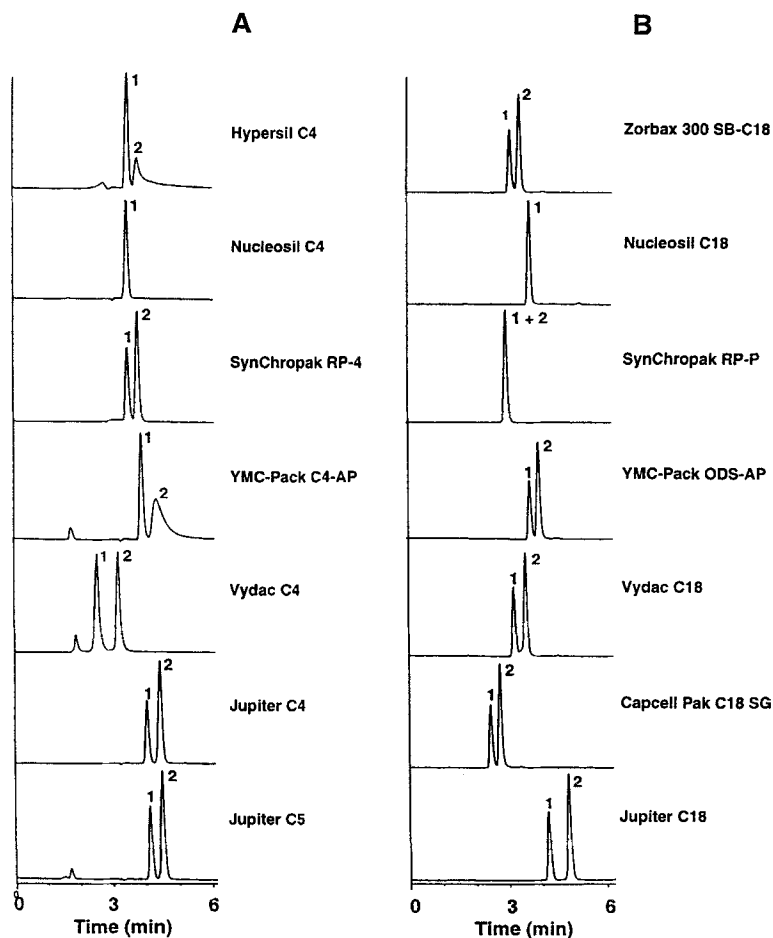 A
1
2
Hypersil C4
1
Nucleosil C4
1
2
SynChropak RP-4
1
2
YMC-Pack C4-AP
1
2
Vydac C4
1
2
Jupiter C4
1
2
Jupiter C5
0 3 6
Time (min)
B
1
2
Zorbax 300 SB-C18
1
Nucleosil C18
1 + 2
SynChropak RP-P
1
2
YMC-Pack ODS-AP
1
2
Vydac C18
1
2
Capcell Pak C18 SG
1
2
Jupiter C18
0 3 6
Time (min)